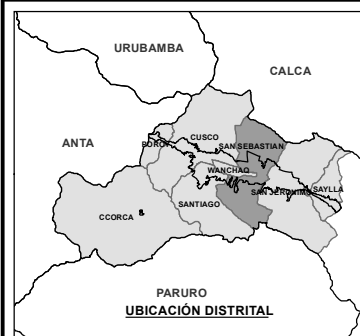 URUBAMBA
CALCA
ANTA
CUSCO
POROY
SAN SEBASTIAN
WANCHAQ
SAN JERONIMO
SAYLLA
CCORCA
SANTIAGO
PARURO
UBICACIÓN DISTRITAL